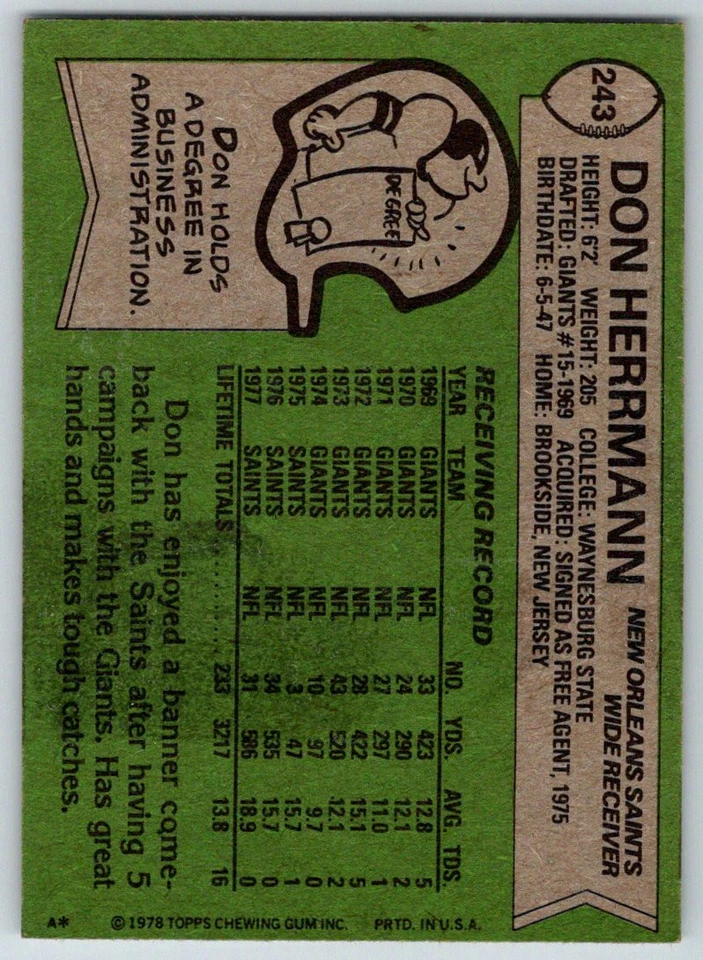 243
DON HERRMANN
NEW ORLEANS SAINTS
WIDE RECEIVER
HEIGHT: 6'2' WEIGHT: 205 COLLEGE: WAYNESBURG STATE
DRAFTED: GIANTS #15-1969 ACQUIRED: SIGNED AS FREE AGENT, 1975
BIRTHDATE: 6-5-47 HOME: BROOKSIDE, NEW JERSEY
DEGREE
DON HOLDS
A DEGREE IN
BUSINESS
ADMINISTRATION.
RECEIVING RECORD
YEAR TEAM NO. YDS. AVG. TDS.
1969 GIANTS NFL 33 423 12.8 5
1970 GIANTS NFL 24 290 12.1 2
1971 GIANTS NFL 27 297 11.0 1
1972 GIANTS NFL 28 422 15.1 5
1973 GIANTS NFL 43 520 12.1 2
1974 GIANTS NFL 10 97 9.7 0
1975 SAINTS NFL 3 47 15.7 1
1976 SAINTS NFL 34 535 15.7 0
1977 SAINTS NFL 31 586 18.9 0
LIFETIME TOTALS .......... 233 3217 13.8 16
Don has enjoyed a banner come-
back with the Saints after having 5
campaigns with the Giants. Has great
hands and makes tough catches.
A* © 1978 TOPPS CHEWING GUM INC. PRTD. IN U.S.A.